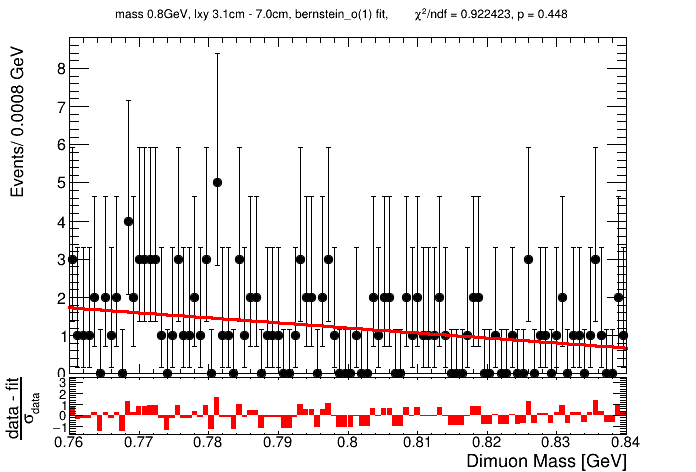 mass 0.8GeV, lxy 3.1cm - 7.0cm, bernstein_o(1) fit, χ²/ndf = 0.922423, p = 0.448
Events/ 0.0008 GeV
8
7
6
5
4
3
2
1
0
data - fit
σdata
3
2
1
0
−1
0.76 0.77 0.78 0.79 0.8 0.81 0.82 0.83 0.84
Dimuon Mass [GeV]